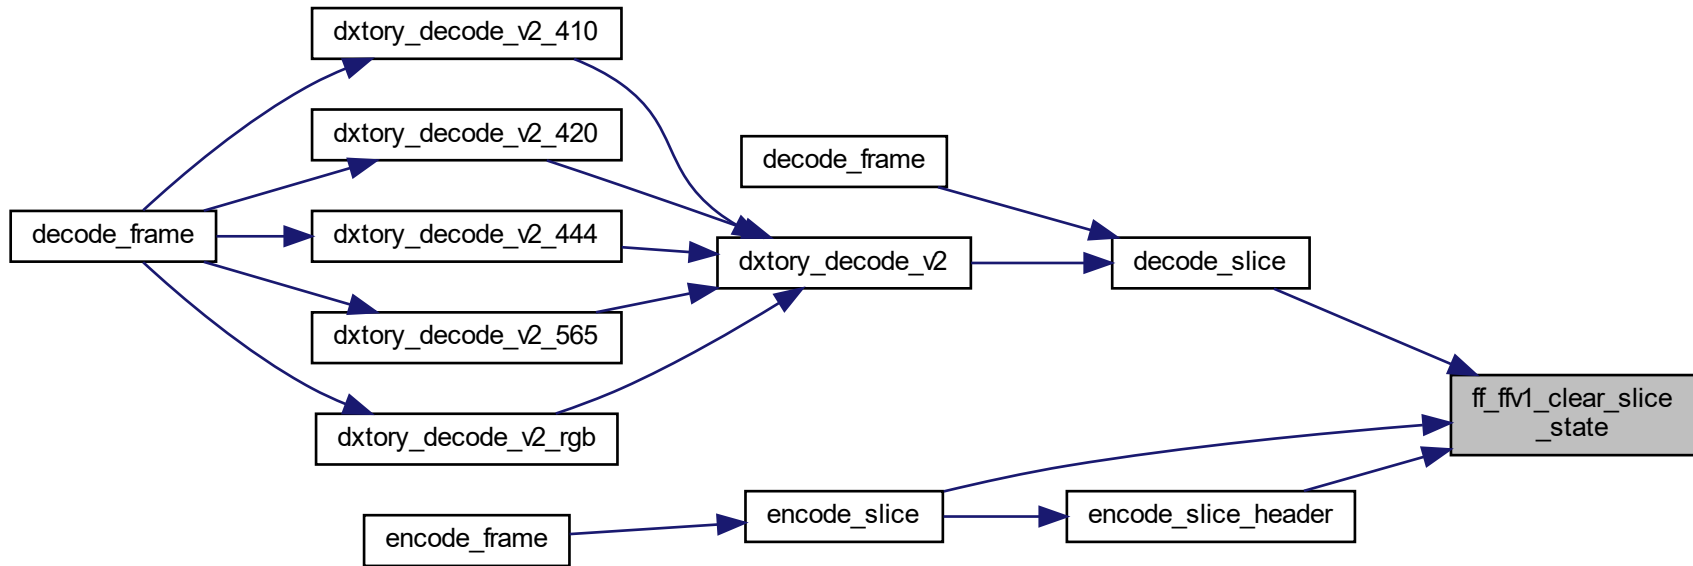 dxtory_decode_v2_410
dxtory_decode_v2_420
decode_frame
decode_frame
dxtory_decode_v2_444
dxtory_decode_v2
decode_slice
dxtory_decode_v2_565
ff_ffv1_clear_slice
_state
dxtory_decode_v2_rgb
encode_slice
encode_slice_header
encode_frame